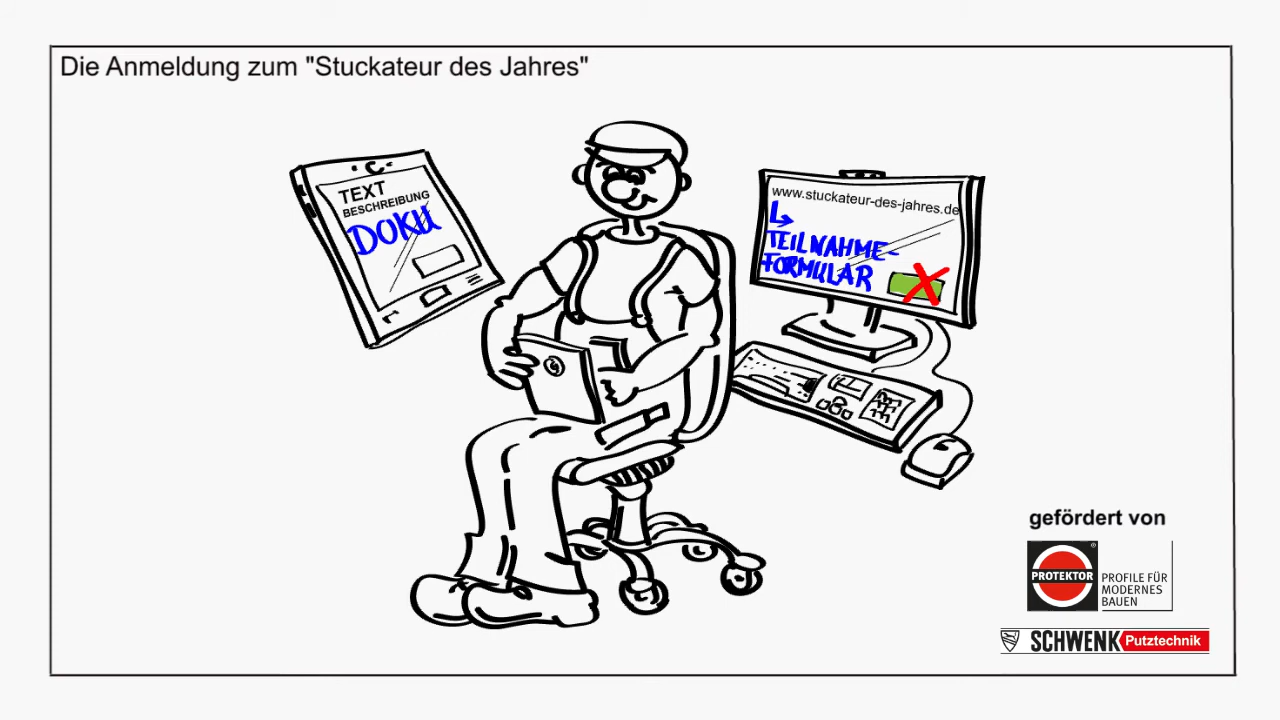 Die Anmeldung zum "Stuckateur des Jahres"
TEXT
BESCHREIBUNG
DOKU
www.stuckateur-des-jahres.de
TEILNAHME-
FORMULAR
gefördert von
PROTEKTOR
®
PROFILE FÜR
MODERNES
BAUEN
SCHWENK Putztechnik